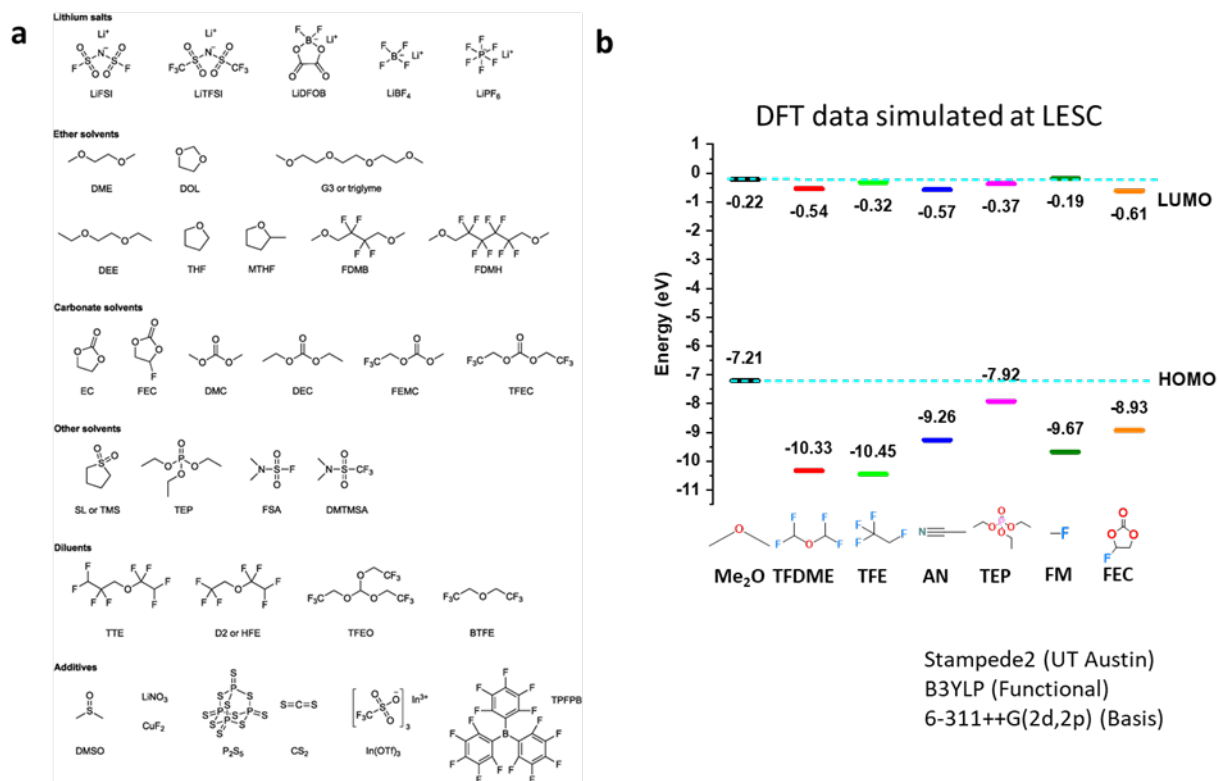 a
Lithium salts
LiFSI LiTFSI LiDFOB LiBF4 LiPF6
Ether solvents
DME DOL G3 or triglyme
DEE THF MTHF FDMB FDMH
Carbonate solvents
EC FEC DMC DEC FEMC TFEC
Other solvents
SL or TMS TEP FSA DMTMSA
Diluents
TTE D2 or HFE TFEO BTFE
Additives
LiNO3
CuF2
In3+
TPFPB
DMSO P2S5 CS2 In(OTf)3
b
DFT data simulated at LESC
Energy (eV)
1
0
-1
-2
-3
-4
-5
-6
-7
-8
-9
-10
-11
-0.22 -0.54 -0.32 -0.57 -0.37 -0.19 -0.61
LUMO
-7.21 -10.33 -10.45 -9.26 -7.92 -9.67 -8.93
HOMO
Me2O TFDME TFE AN TEP FM FEC
Stampede2 (UT Austin)
B3YLP (Functional)
6-311++G(2d,2p) (Basis)